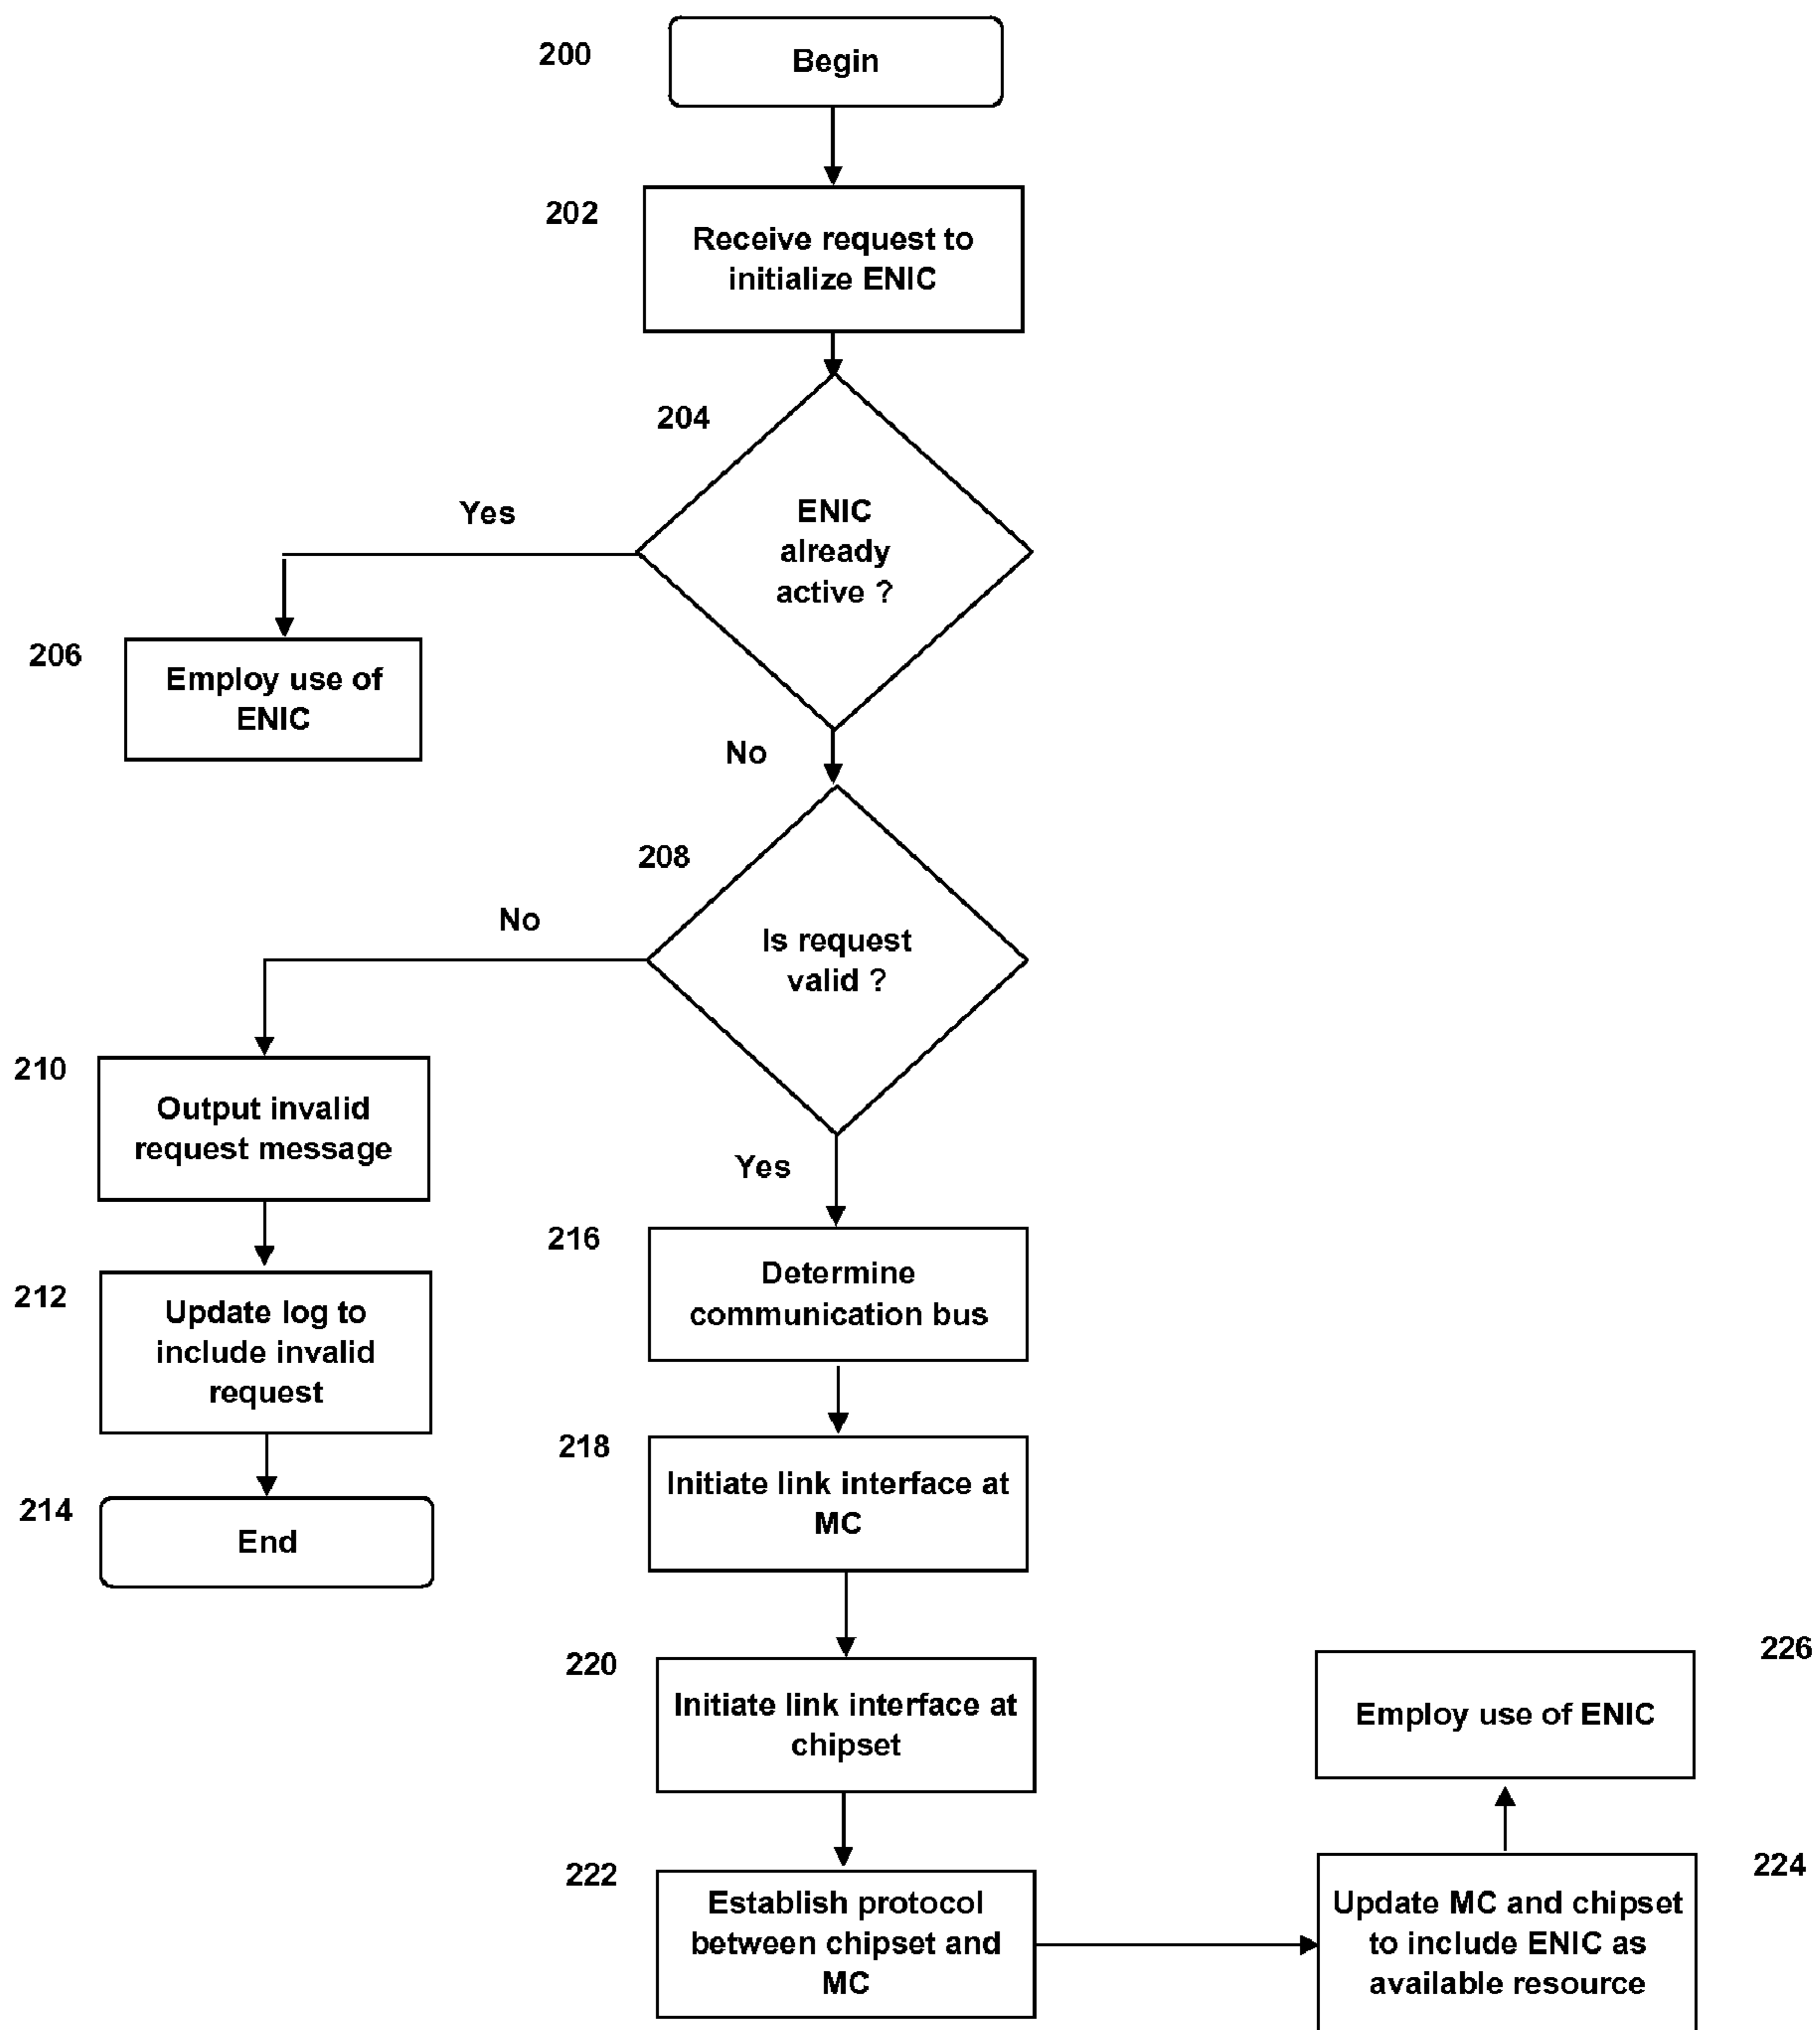 200
Begin
202
Receive request to
initialize ENIC
204
ENIC
already
active ?
Yes
206
Employ use of
ENIC
No
208
Is request
valid ?
No
210
Output invalid
request message
212
Update log to
include invalid
request
214
End
Yes
216
Determine
communication bus
218
Initiate link interface at
MC
220
Initiate link interface at
chipset
222
Establish protocol
between chipset and
MC
224
Update MC and chipset
to include ENIC as
available resource
226
Employ use of ENIC